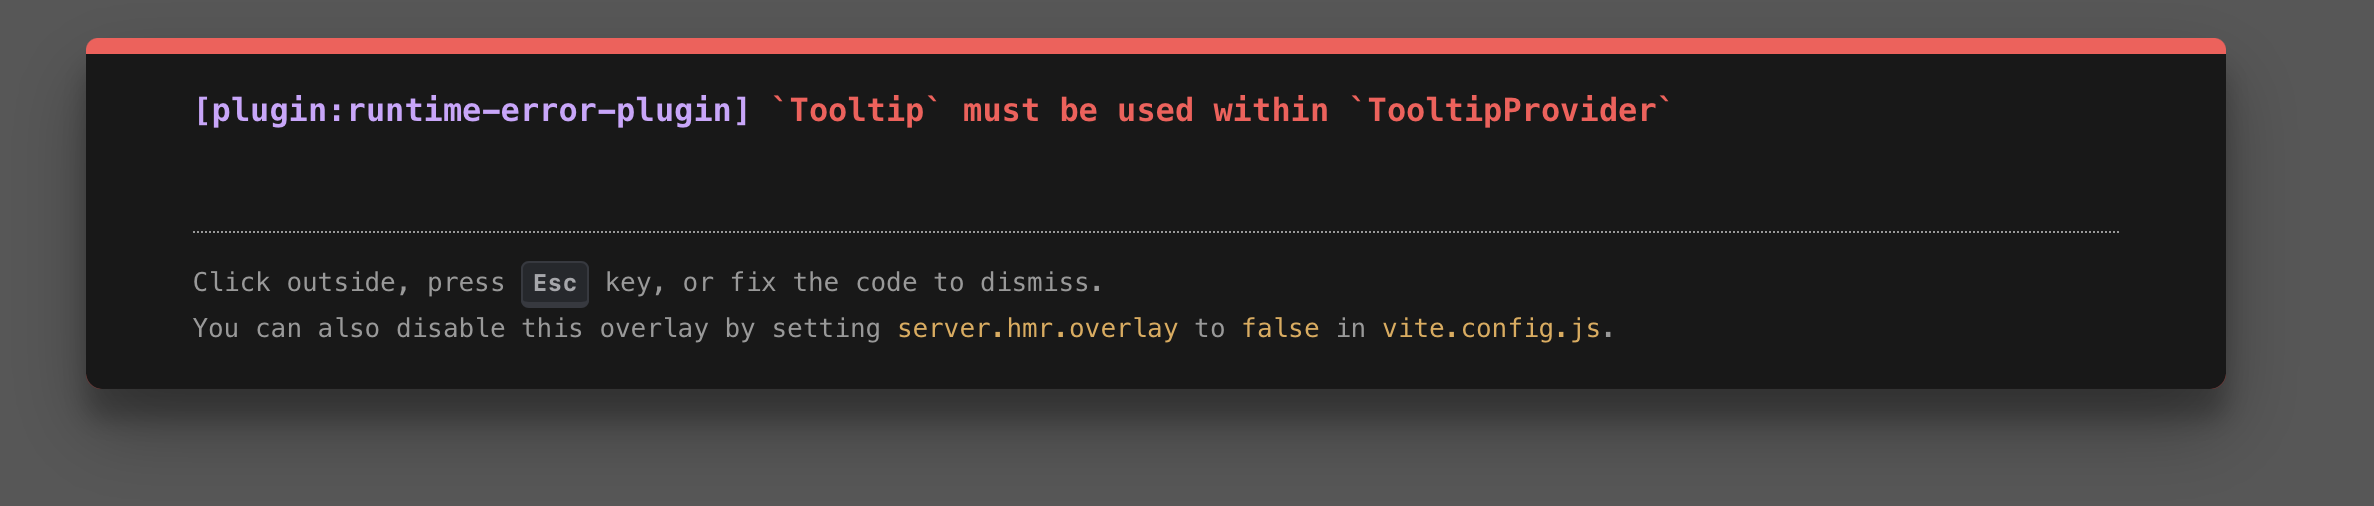 [plugin:runtime-error-plugin] `Tooltip` must be used within `TooltipProvider`
Click outside, press Esc key, or fix the code to dismiss.
You can also disable this overlay by setting server.hmr.overlay to false in vite.config.js.